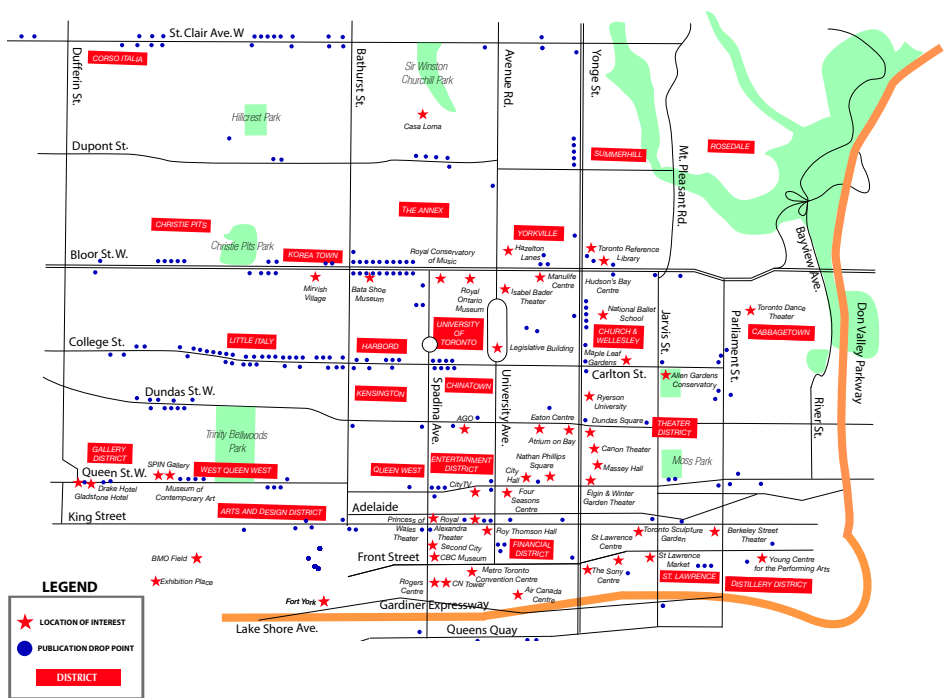 St. Clair Ave. W
CORSO ITALIA
Dufferin St.
Bathurst St.
Sir Winston
Churchill Park
Avenue Rd.
Yonge St.
Casa Loma
Hillcrest Park
Dupont St.
SUMMERHILL
Mt. Pleasant Rd.
ROSEDALE
THE ANNEX
CHRISTIE PITS
Christie Pits Park
KOREA TOWN
YORKVILLE
Bloor St. W.
Royal Conservatory
of Music
Hazelton
Lanes
Toronto Reference
Library
Bayview Ave.
Mirvish
Village
Bata Shoe
Museum
Royal
Ontario
Museum
Isabel Bader
Theater
Manulife
Centre
Hudson's Bay
Centre
National Ballet
School
Jarvis St.
Parliament St.
Toronto Dance
Theater
CABBAGETOWN
Don Valley Parkway
College St.
LITTLE ITALY
HARBORD
UNIVERSITY
OF
TORONTO
Legislative Building
CHURCH &
WELLESLEY
Maple Leaf
Gardens
Carlton St.
Allen Gardens
Conservatory
Dundas St. W.
KENSINGTON
Spadina Ave.
CHINATOWN
University Ave.
Ryerson
University
River St.
Trinity Bellwoods
Park
AGO
Eaton Centre
Atrium on Bay
Dundas Square
THEATER
DISTRICT
GALLERY
DISTRICT
SPIN Gallery
WEST QUEEN WEST
QUEEN WEST
ENTERTAINMENT
DISTRICT
Nathan Phillips
Square
City
Hall
Canon Theater
Massey Hall
Moss Park
Queen St. W.
Drake Hotel
Gladstone Hotel
Museum of
Contemporary Art
CityTV
Four
Seasons
Centre
Elgin & Winter
Garden Theater
King Street
ARTS AND DESIGN DISTRICT
Adelaide
Princess of
Wales
Theater
Royal
Alexandra
Theater
Roy Thomson Hall
St Lawrence
Centre
Toronto Sculpture
Garden
Berkeley Street
Theater
BMO Field
Front Street
Second City
CBC Museum
FINANCIAL
DISTRICT
St Lawrence
Market
Young Centre
for the Performing Arts
Exhibition Place
Rogers
Centre
CN Tower
Metro Toronto
Convention Centre
The Sony
Centre
ST. LAWRENCE
DISTILLERY DISTRICT
Air Canada
Centre
Fort York
Gardiner Expressway
Lake Shore Ave.
Queens Quay
LEGEND
LOCATION OF INTEREST
PUBLICATION DROP POINT
DISTRICT